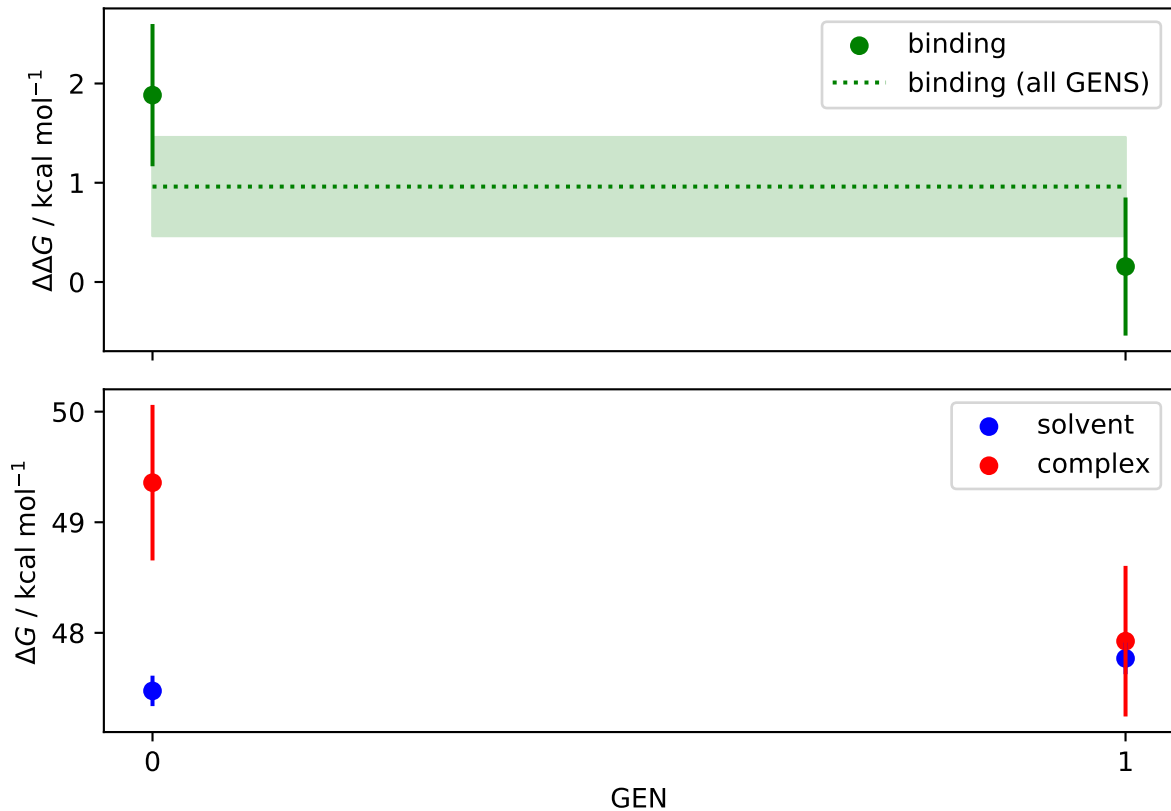 binding
binding (all GENS)
2
1
0
ΔΔG / kcal mol⁻¹
solvent
complex
50
49
48
ΔG / kcal mol⁻¹
0
1
GEN